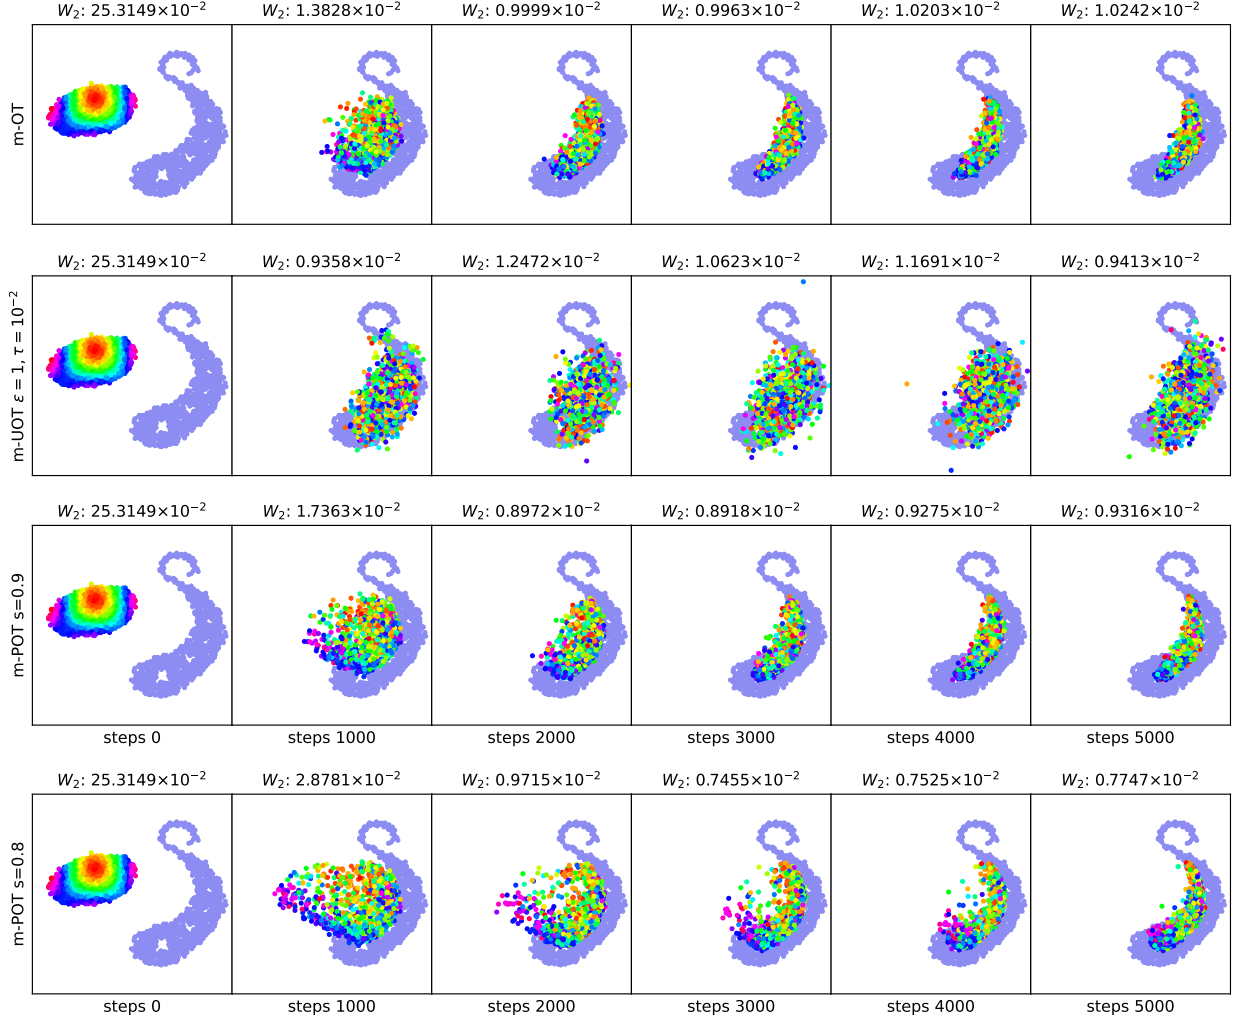 W₂: 25.3149×10⁻² W₂: 1.3828×10⁻² W₂: 0.9999×10⁻² W₂: 0.9963×10⁻² W₂: 1.0203×10⁻² W₂: 1.0242×10⁻²
m-OT
W₂: 25.3149×10⁻² W₂: 0.9358×10⁻² W₂: 1.2472×10⁻² W₂: 1.0623×10⁻² W₂: 1.1691×10⁻² W₂: 0.9413×10⁻²
m-UOT ε = 1, τ = 10⁻²
W₂: 25.3149×10⁻² W₂: 1.7363×10⁻² W₂: 0.8972×10⁻² W₂: 0.8918×10⁻² W₂: 0.9275×10⁻² W₂: 0.9316×10⁻²
m-POT s=0.9
steps 0 steps 1000 steps 2000 steps 3000 steps 4000 steps 5000
W₂: 25.3149×10⁻² W₂: 2.8781×10⁻² W₂: 0.9715×10⁻² W₂: 0.7455×10⁻² W₂: 0.7525×10⁻² W₂: 0.7747×10⁻²
m-POT s=0.8
steps 0 steps 1000 steps 2000 steps 3000 steps 4000 steps 5000